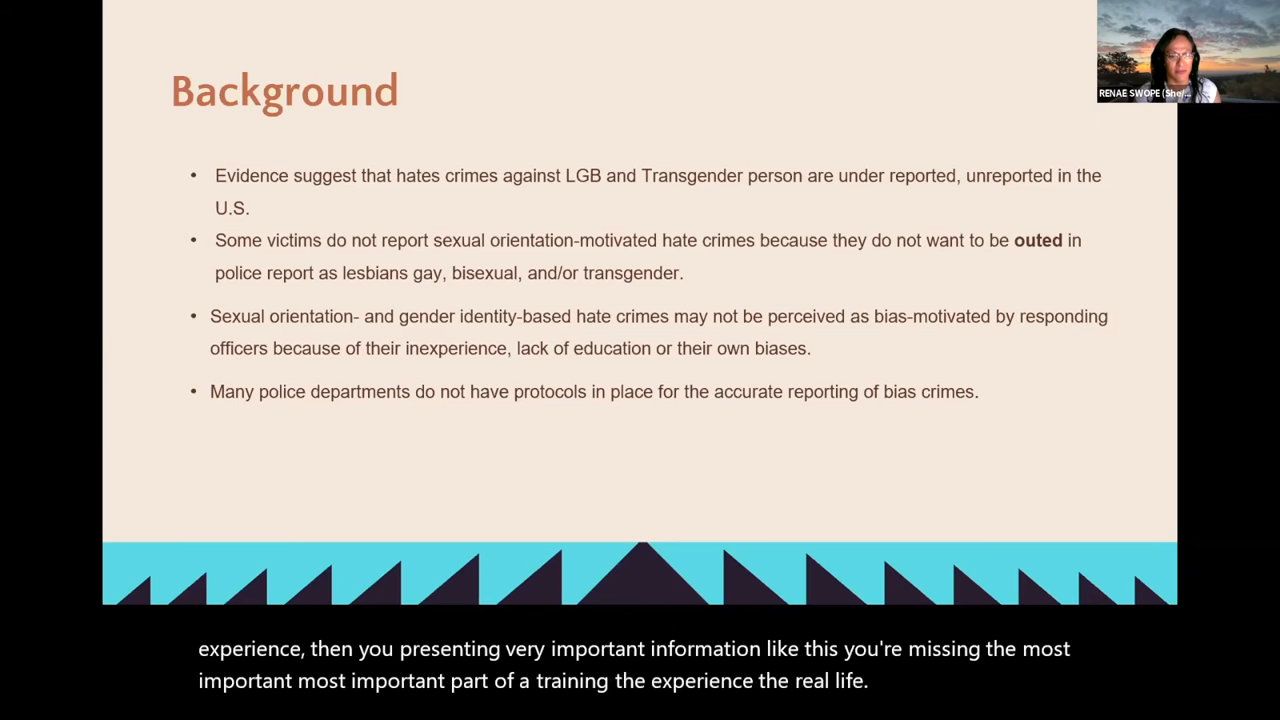 Background
RENAE SWOPE (She/...
• Evidence suggest that hates crimes against LGB and Transgender person are under reported, unreported in the
U.S.
• Some victims do not report sexual orientation-motivated hate crimes because they do not want to be outed in
police report as lesbians gay, bisexual, and/or transgender.
• Sexual orientation- and gender identity-based hate crimes may not be perceived as bias-motivated by responding
officers because of their inexperience, lack of education or their own biases.
• Many police departments do not have protocols in place for the accurate reporting of bias crimes.
experience, then you presenting very important information like this you're missing the most
important most important part of a training the experience the real life.